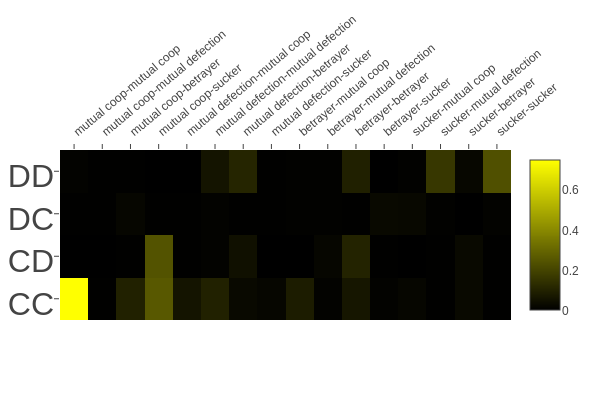 mutual coop-mutual coop
mutual coop-mutual defection
mutual coop-betrayer
mutual coop-sucker
mutual defection-mutual coop
mutual defection-mutual defection
mutual defection-betrayer
mutual defection-sucker
betrayer-mutual coop
betrayer-mutual defection
betrayer-betrayer
betrayer-sucker
sucker-mutual coop
sucker-mutual defection
sucker-betrayer
sucker-sucker
DD
DC
CD
CC
0.6
0.4
0.2
0